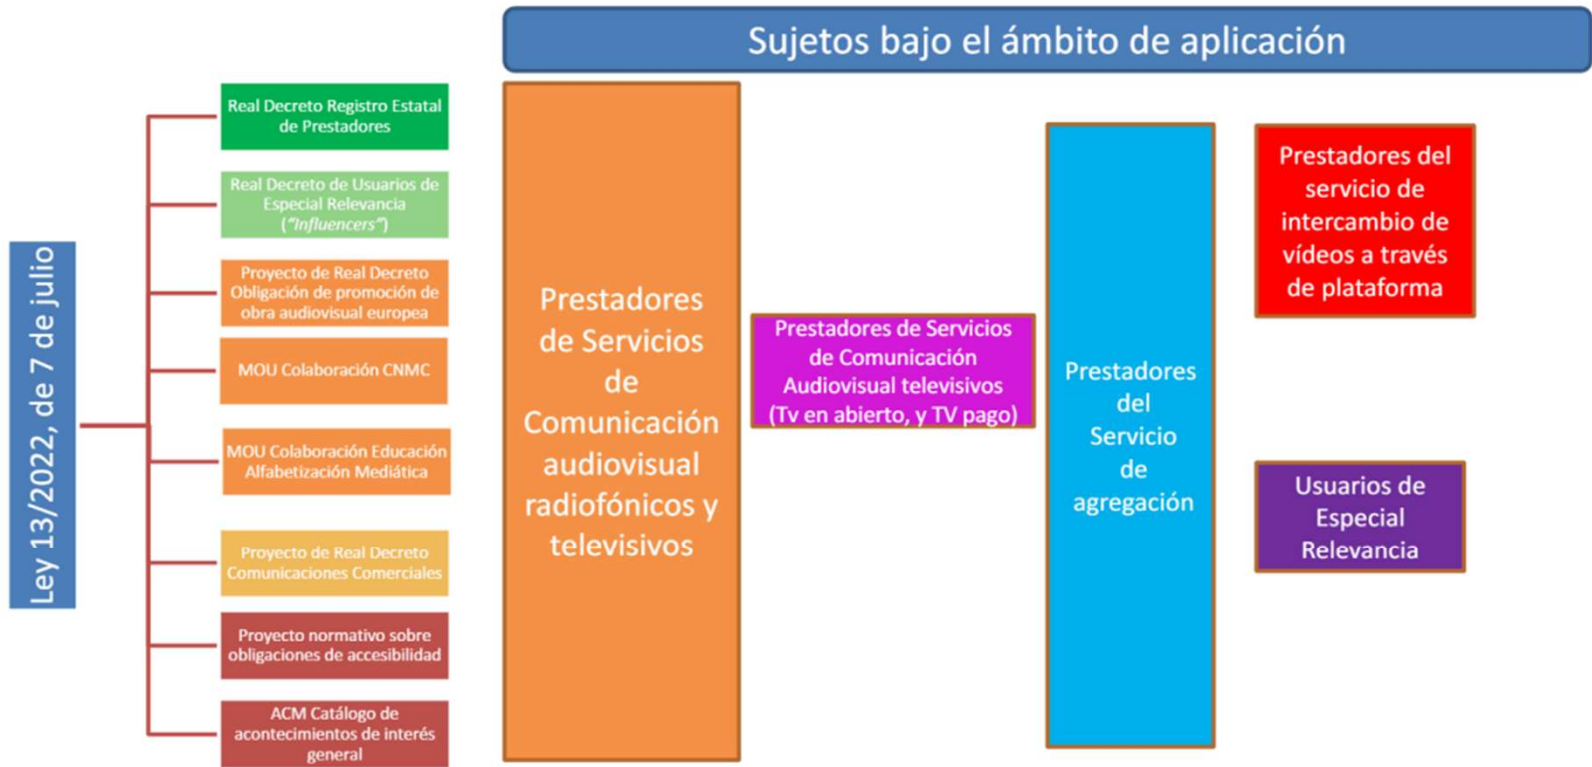 Sujetos bajo el ámbito de aplicación
Ley 13/2022, de 7 de julio
Real Decreto Registro Estatal
de Prestadores
Real Decreto de Usuarios de
Especial Relevancia
("Influencers")
Proyecto de Real Decreto
Obligación de promoción de
obra audiovisual europea
MOU Colaboración CNMC
MOU Colaboración Educación
Alfabetización Mediática
Proyecto de Real Decreto
Comunicaciones Comerciales
Proyecto normativo sobre
obligaciones de accesibilidad
ACM Catálogo de
acontecimientos de interés
general
Prestadores
de Servicios
de
Comunicación
audiovisual
radiofónicos y
televisivos
Prestadores de Servicios
de Comunicación
Audiovisual televisivos
(Tv en abierto, y TV pago)
Prestadores
del
Servicio
de
agregación
Prestadores del
servicio de
intercambio de
vídeos a través
de plataforma
Usuarios de
Especial
Relevancia